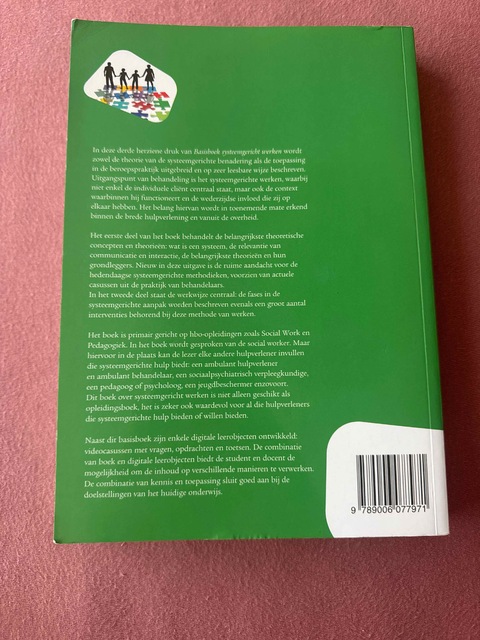 In deze derde herziene druk van Basisboek systeemgericht werken wordt
zowel de theorie van de systeemgerichte benadering als de toepassing
in de beroepspraktijk uitgebreid en op zeer leesbare wijze beschreven.
Uitgangspunt van behandeling is het systeemgerichte werken, waarbij
niet enkel de individuele cliënt centraal staat, maar ook de context
waarbinnen hij functioneert en de wederzijdse invloed die zij op
elkaar hebben. Het belang hiervan wordt in toenemende mate erkend
binnen de brede hulpverlening en vanuit de overheid.
Het eerste deel van het boek behandelt de belangrijkste theoretische
concepten en theorieën: wat is een systeem, de relevantie van
communicatie en interactie, de belangrijkste theorieën en hun
grondleggers. Nieuw in deze uitgave is de ruime aandacht voor de
hedendaagse systeemgerichte methodieken, voorzien van actuele
casussen uit de praktijk van behandelaars.
In het tweede deel staat de werkwijze centraal: de fases in de
systeemgerichte aanpak worden beschreven evenals een groot aantal
interventies behorend bij deze methode van werken.
Het boek is primair gericht op hbo-opleidingen zoals Social Work en
Pedagogiek. In het boek wordt gesproken van de social worker. Maar
hiervoor in de plaats kan de lezer elke andere hulpverlener invullen
die systeemgerichte hulp biedt: een ambulant hulpverlener
en ambulant behandelaar, een sociaalpsychiatrisch verpleegkundige,
een pedagoog of psycholoog, een jeugdbeschermer enzovoort.
Dit boek over systeemgericht werken is niet alleen geschikt als
opleidingsboek, het is zeker ook waardevol voor al die hulpverleners
die systeemgerichte hulp bieden of willen bieden.
Naast dit basisboek zijn enkele digitale leerobjecten ontwikkeld:
videocasussen met vragen, opdrachten en toetsen. De combinatie
van boek en digitale leerobjecten biedt de student en docent de
mogelijkheid om de inhoud op verschillende manieren te verwerken.
De combinatie van kennis en toepassing sluit goed aan bij de
doelstellingen van het huidige onderwijs.
9 789006 077971